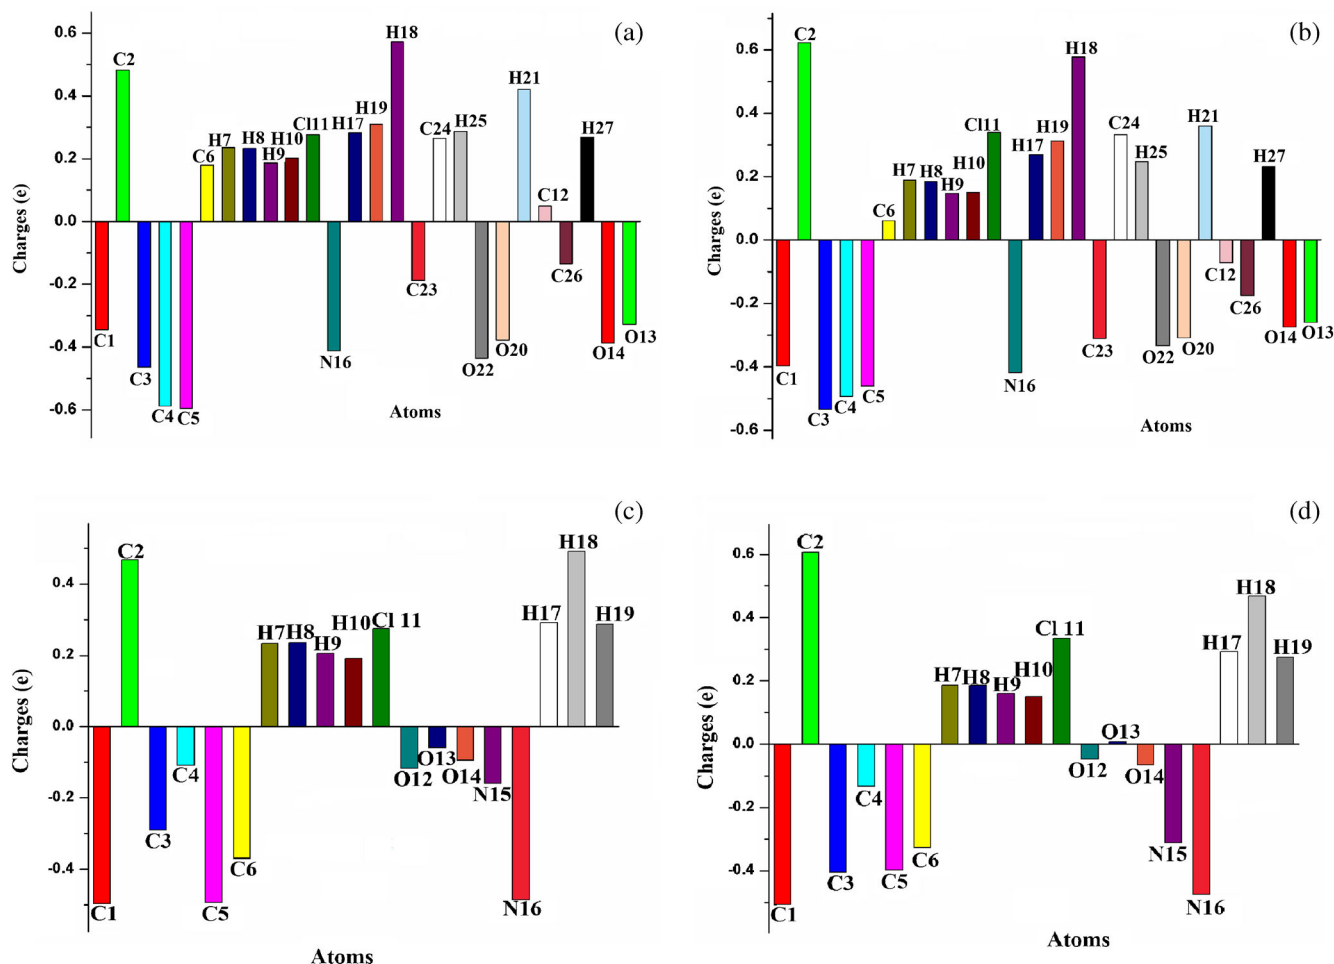 (a)
Charges (e)
0.6
0.4
0.2
0.0
-0.2
-0.4
-0.6
C1
C2
C3
C4
C5
C6
H7
H8
H9
H10
Cl11
N16
H17
H19
H18
C23
C24
H25
O22
O20
H21
C12
C26
H27
O14
O13
Atoms
(b)
Charges (e)
0.6
0.4
0.2
0.0
-0.2
-0.4
-0.6
C1
C2
C3
C4
C5
C6
H7
H8
H9
H10
Cl11
N16
H17
H19
H18
C23
C24
H25
O22
O20
H21
C12
C26
H27
O14
O13
Atoms
(c)
Charges (e)
0.4
0.2
0.0
-0.2
-0.4
C1
C2
C3
C4
C5
C6
H7
H8
H9
H10
Cl 11
O12
O13
O14
N15
N16
H17
H18
H19
Atoms
(d)
Charges (e)
0.6
0.4
0.2
0.0
-0.2
-0.4
C1
C2
C3
C4
C5
C6
H7
H8
H9
H10
Cl 11
O12
O13
O14
N15
N16
H17
H18
H19
Atoms